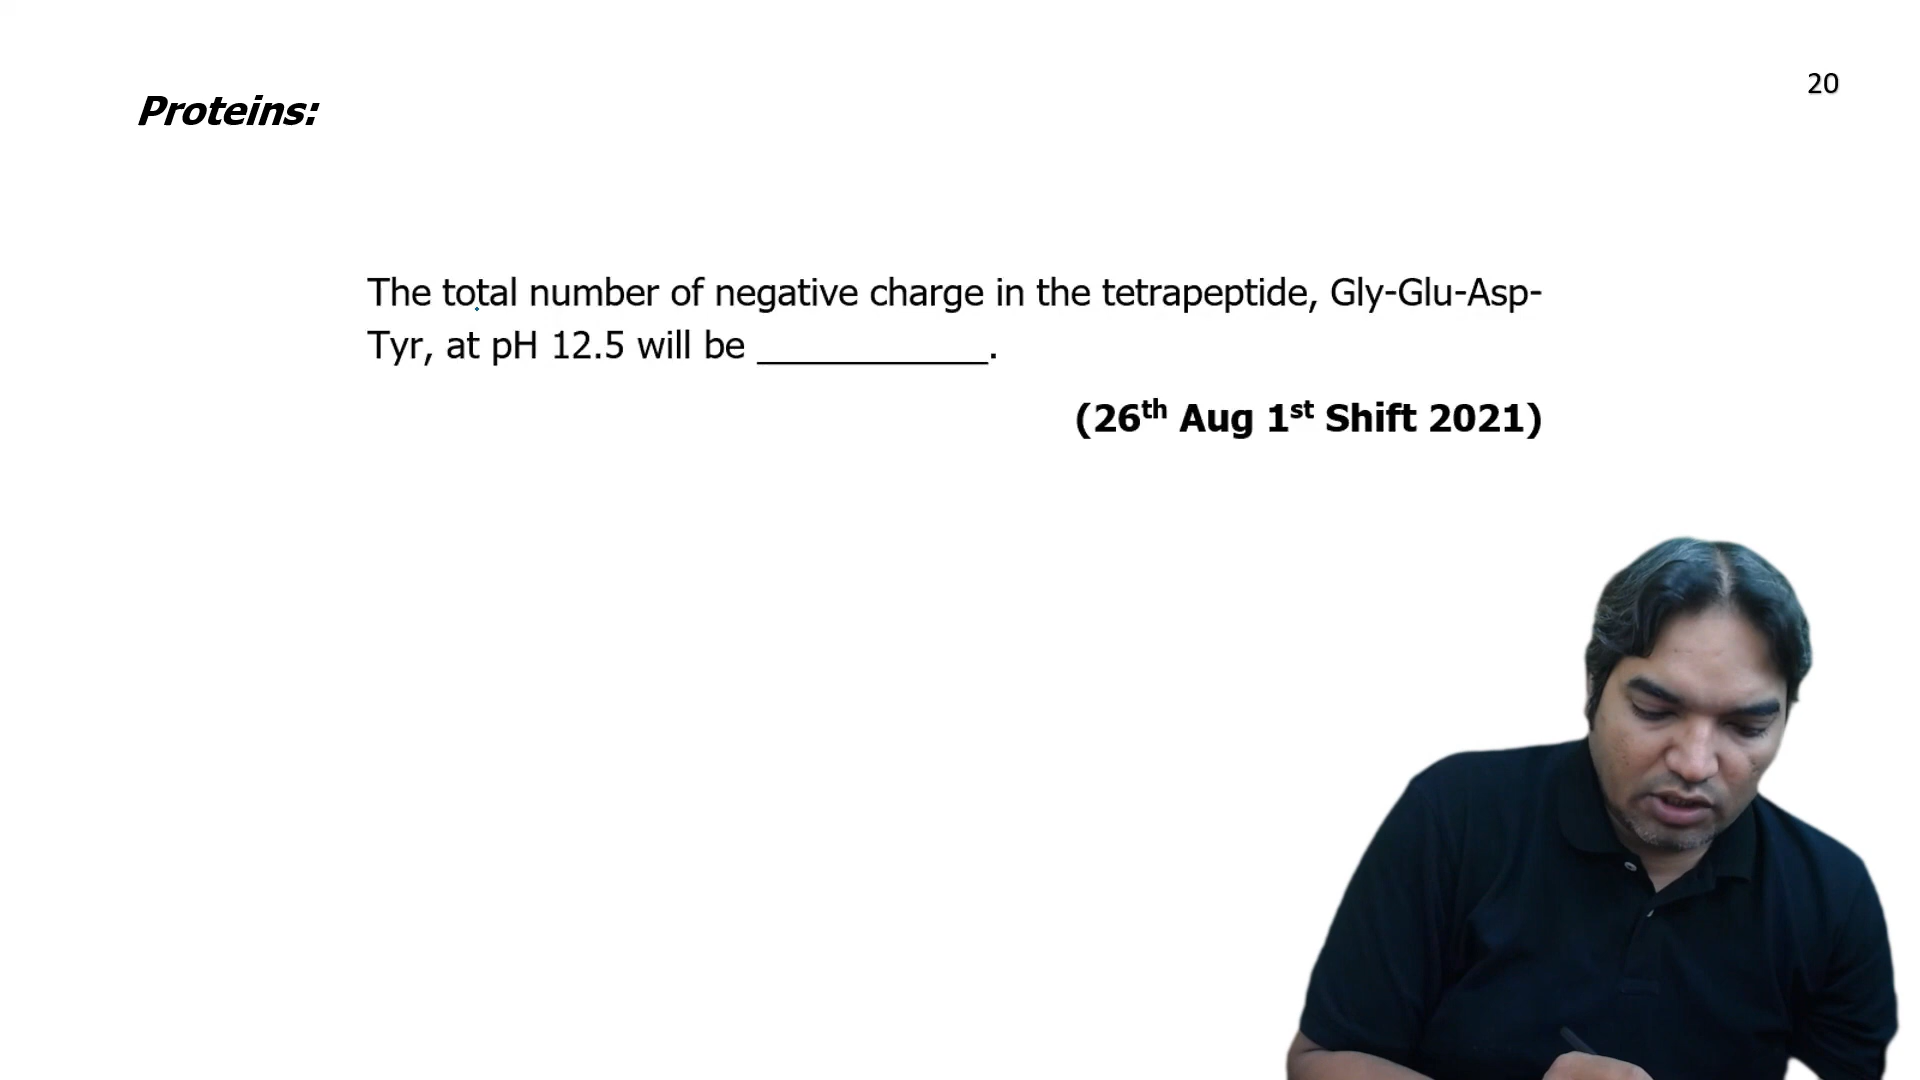 20
Proteins:
The total number of negative charge in the tetrapeptide, Gly-Glu-Asp-
Tyr, at pH 12.5 will be ____________.
(26th Aug 1st Shift 2021)